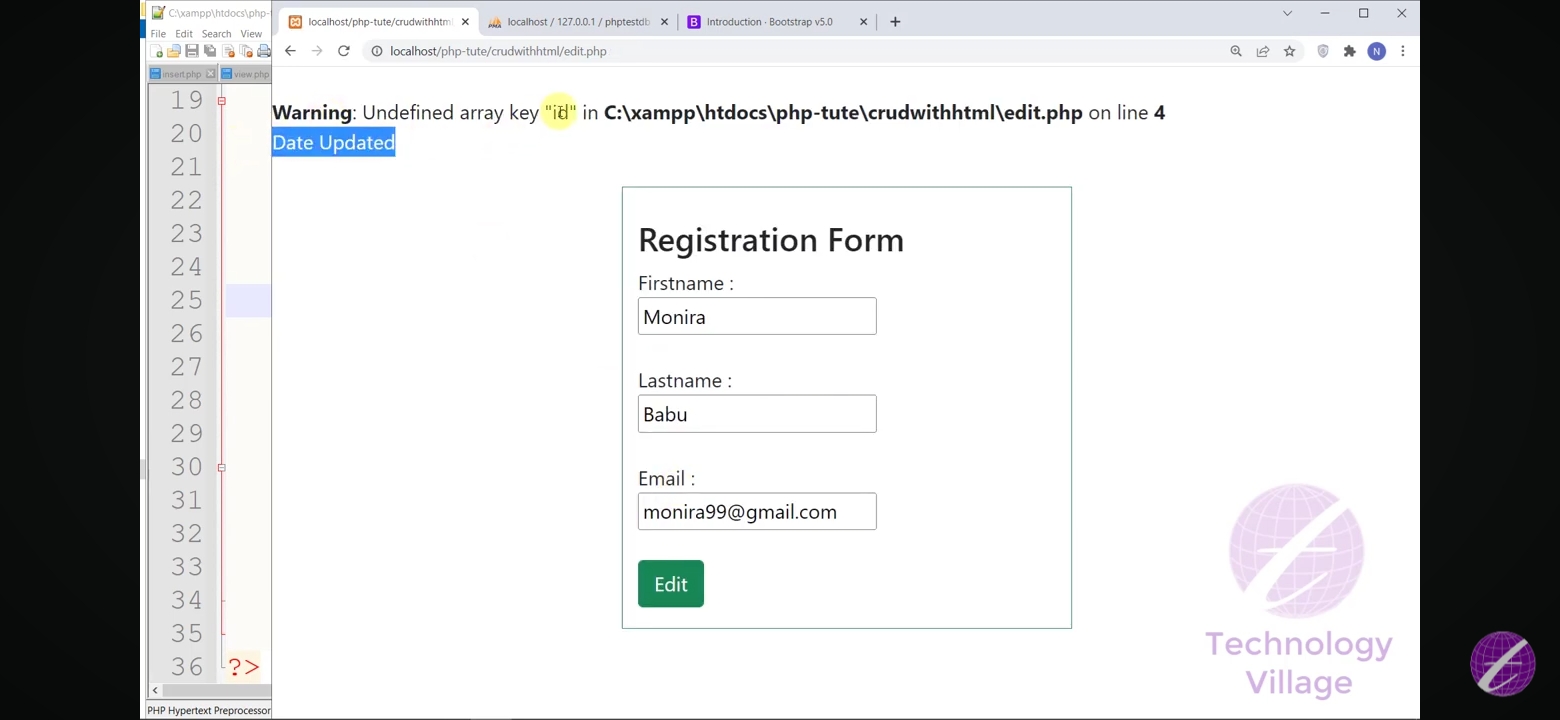 C:\xampp\htdocs\php-
File Edit Search View
insert.php view.php
19
20
21
22
23
24
25
26
27
28
29
30
31
32
33
34
35
36 ?>
PHP Hypertext Preprocessor
localhost/php-tute/crudwithhtml
localhost / 127.0.0.1 / phptestdb
Introduction · Bootstrap v5.0
localhost/php-tute/crudwithhtml/edit.php
N
Warning: Undefined array key "id" in C:\xampp\htdocs\php-tute\crudwithhtml\edit.php on line 4
Date Updated
Registration Form
Firstname :
Monira
Lastname :
Babu
Email :
monira99@gmail.com
Edit
Technology
Village